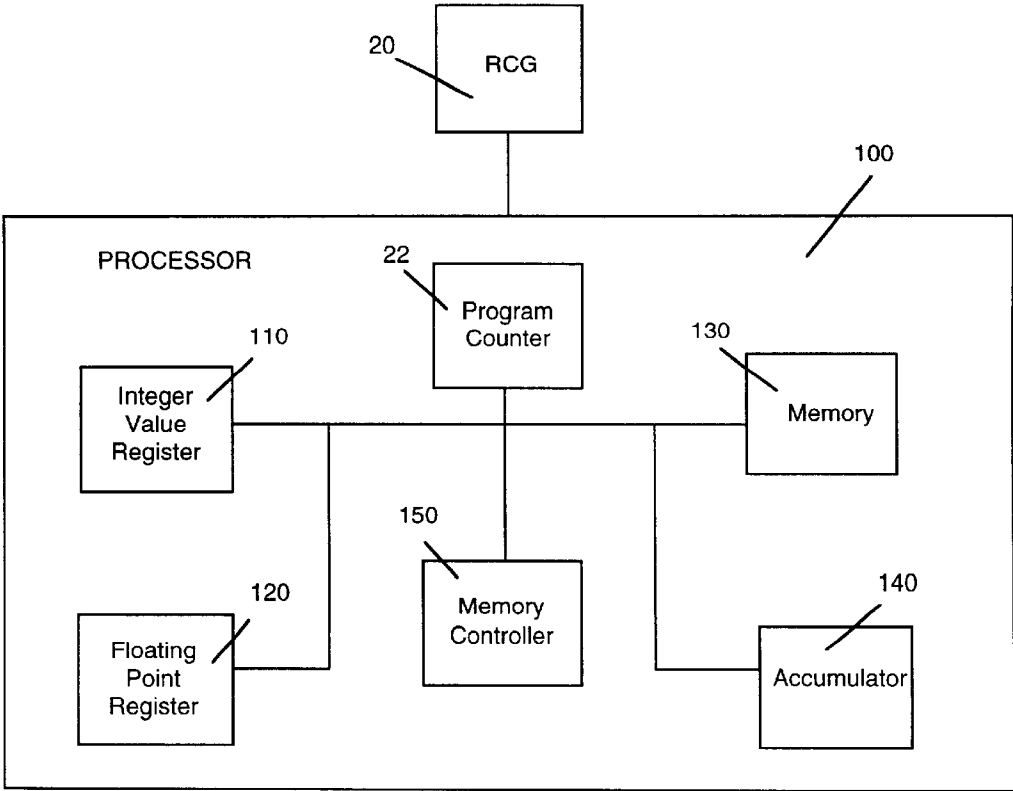 20
RCG
100
PROCESSOR
22
Program
Counter
110
130
Integer
Value
Register
Memory
150
120
140
Memory
Controller
Floating
Point
Register
Accumulator